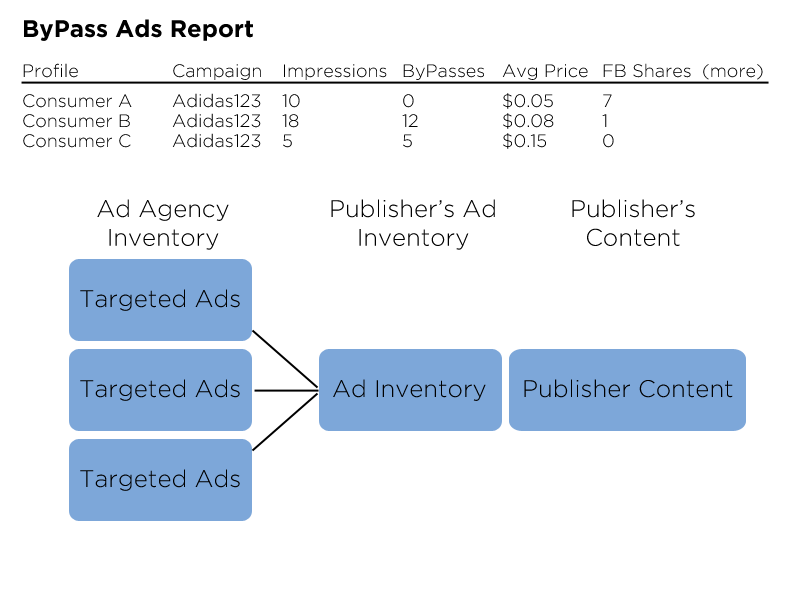 ByPass Ads Report
Profile Campaign Impressions ByPasses Avg Price FB Shares (more)
Consumer A Adidas123 10 0 $0.05 7
Consumer B Adidas123 18 12 $0.08 1
Consumer C Adidas123 5 5 $0.15 0
Ad Agency
Inventory
Publisher’s Ad
Inventory
Publisher’s
Content
Targeted Ads
Targeted Ads
Ad Inventory
Publisher Content
Targeted Ads